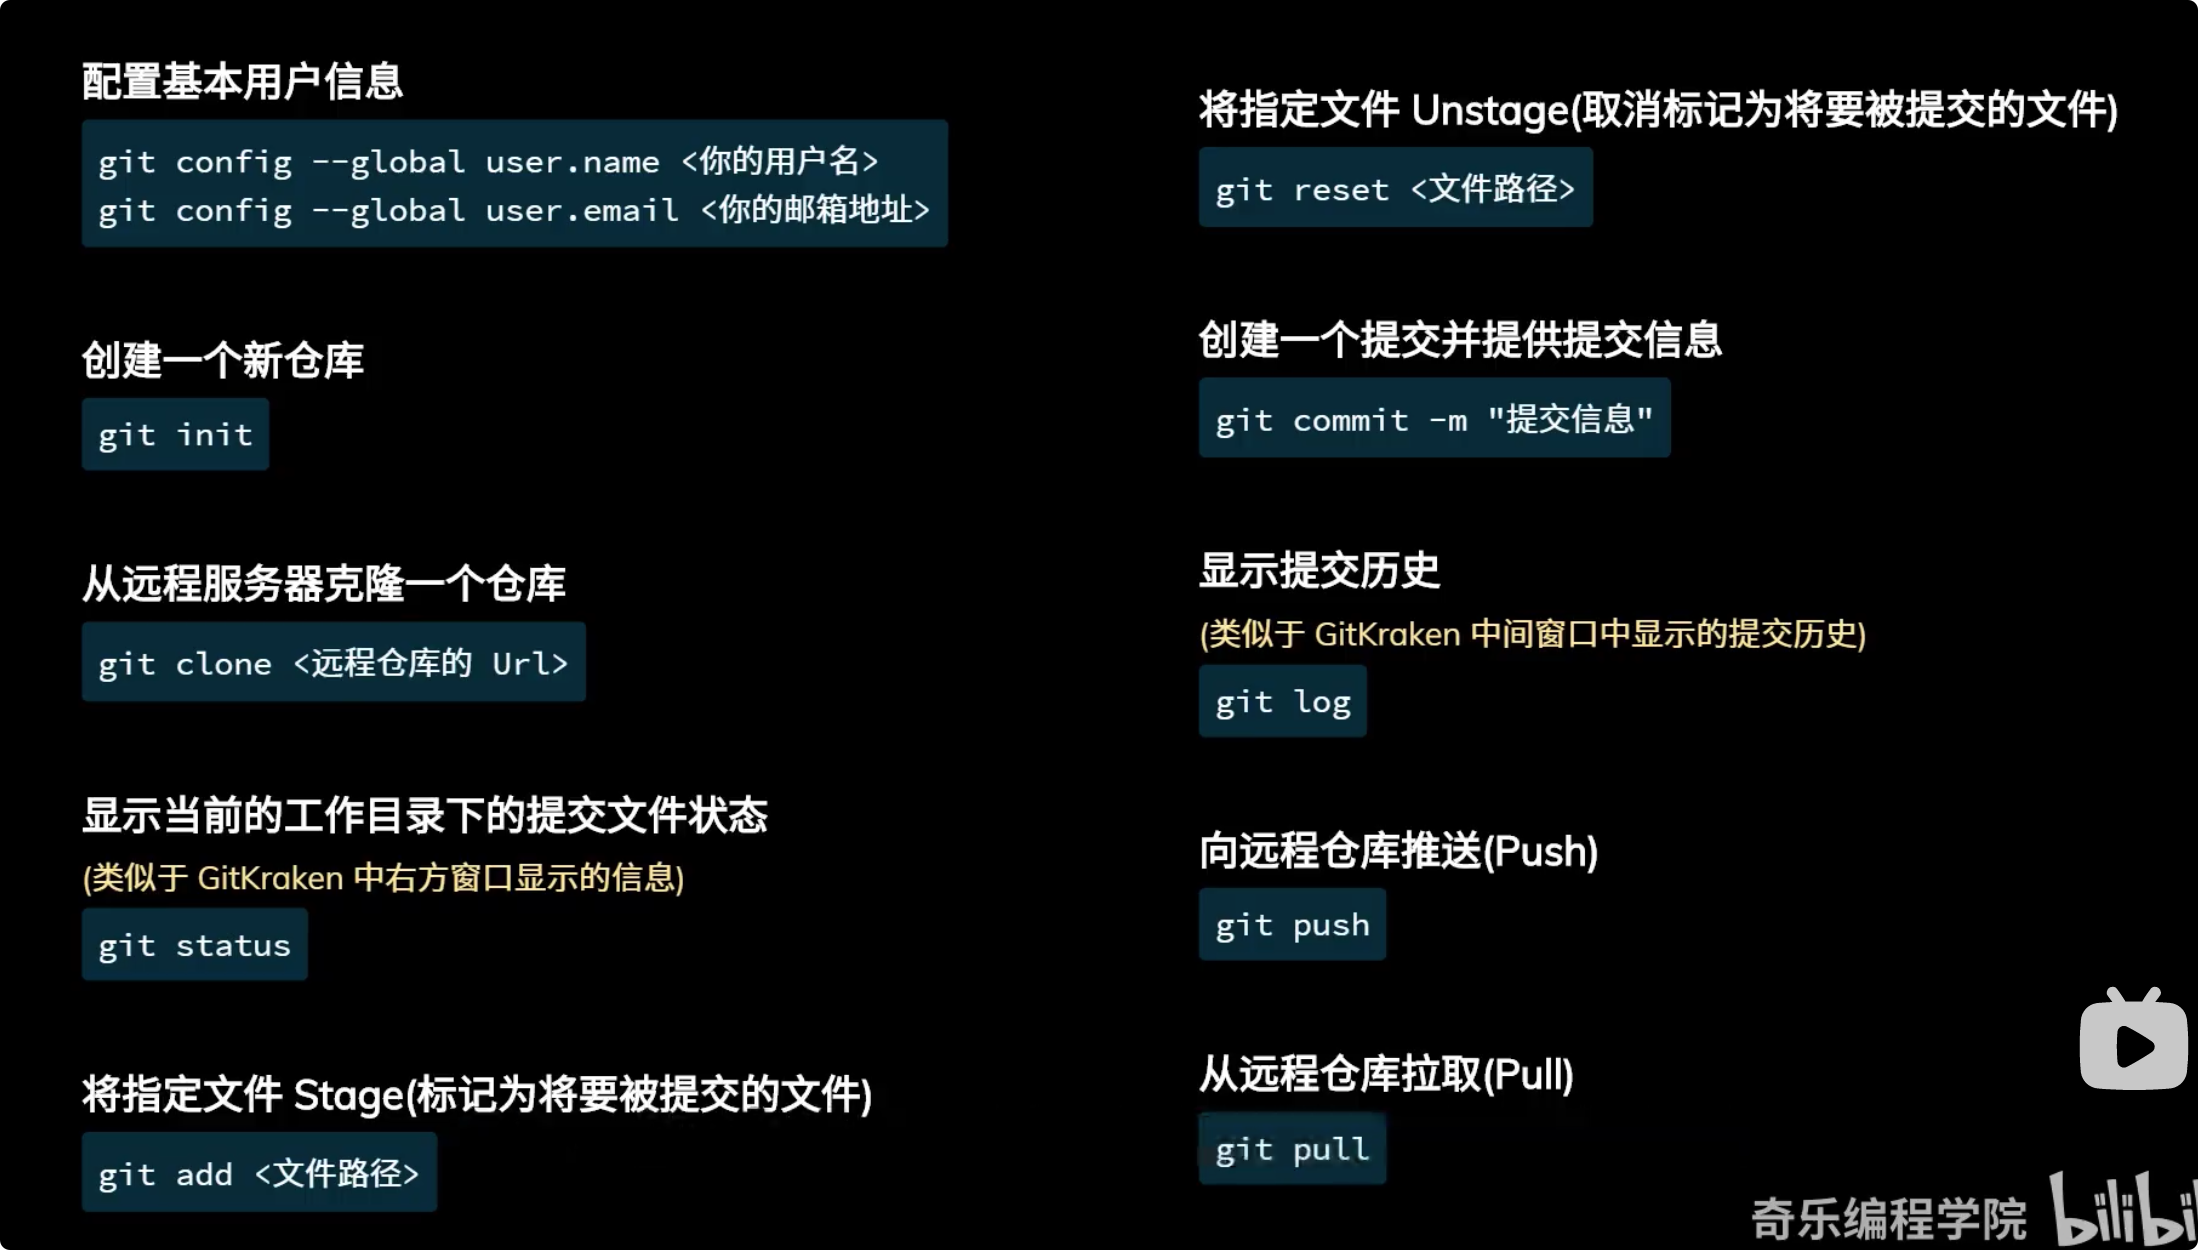 配置基本用户信息
git config --global user.name <你的用户名>
git config --global user.email <你的邮箱地址>
创建一个新仓库
git init
从远程服务器克隆一个仓库
git clone <远程仓库的 Url>
显示当前的工作目录下的提交文件状态
(类似于 GitKraken 中右方窗口显示的信息)
git status
将指定文件 Stage(标记为将要被提交的文件)
git add <文件路径>
将指定文件 Unstage(取消标记为将要被提交的文件)
git reset <文件路径>
创建一个提交并提供提交信息
git commit -m "提交信息"
显示提交历史
(类似于 GitKraken 中间窗口中显示的提交历史)
git log
向远程仓库推送(Push)
git push
从远程仓库拉取(Pull)
git pull
奇乐编程学院 bilibi